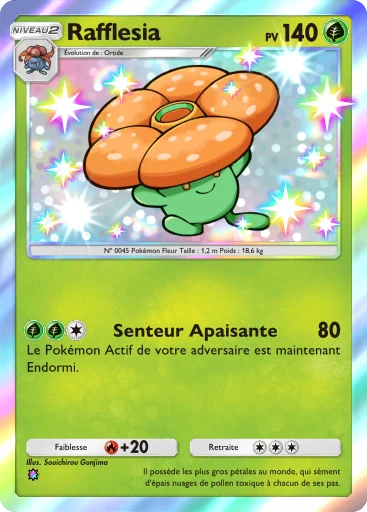 NIVEAU 2
Rafflesia
PV 140
Évolution de : Ortide
N° 0045 Pokémon Fleur Taille : 1,2 m Poids : 18,6 kg
Senteur Apaisante 80
Le Pokémon Actif de votre adversaire est maintenant
Endormi.
Faiblesse +20
Retraite
Illus. Souichirou Gunjima
Il possède les plus gros pétales au monde, qui sèment
d'épais nuages de pollen toxique à chacun de ses pas.